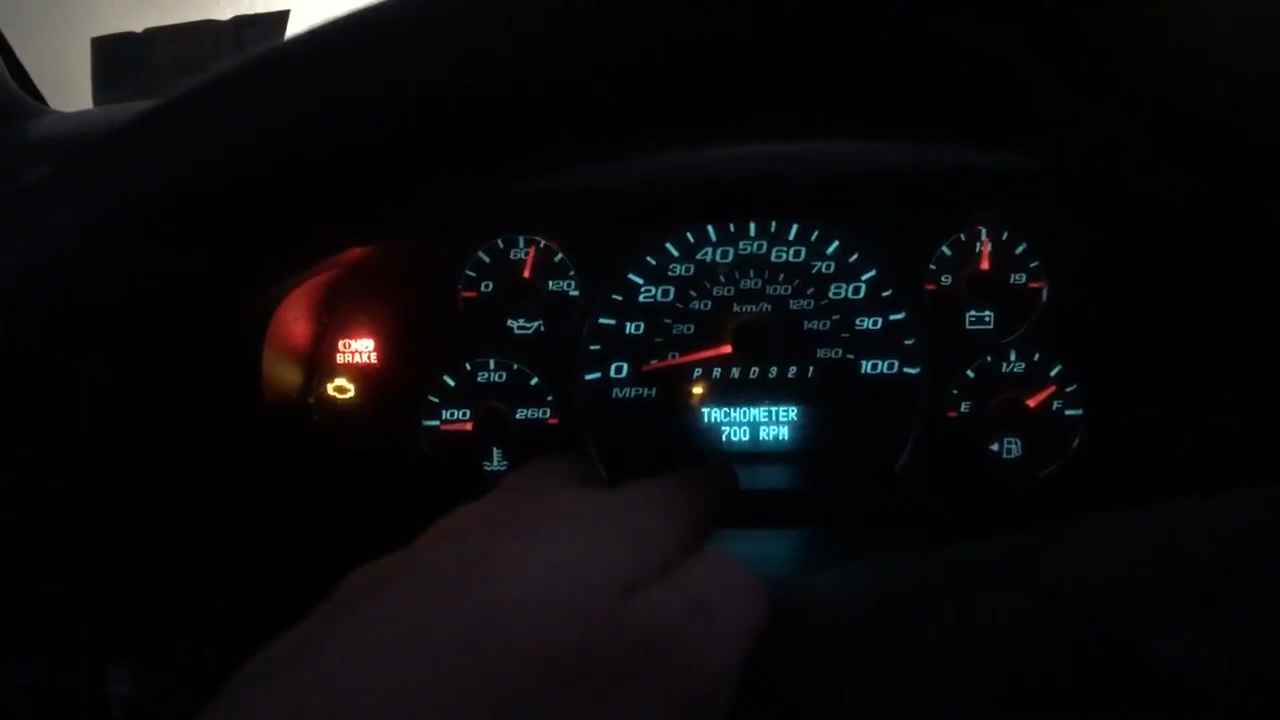 60
0 120
BRAKE
210
100 260
0 10 20 30 40 50 60 70 80 90 100
0 20 40 60 80 100 120 140 160
km/h
MPH
P R N D 3 2 1
TACHOMETER
700 RPM
14
9 19
1/2
E F